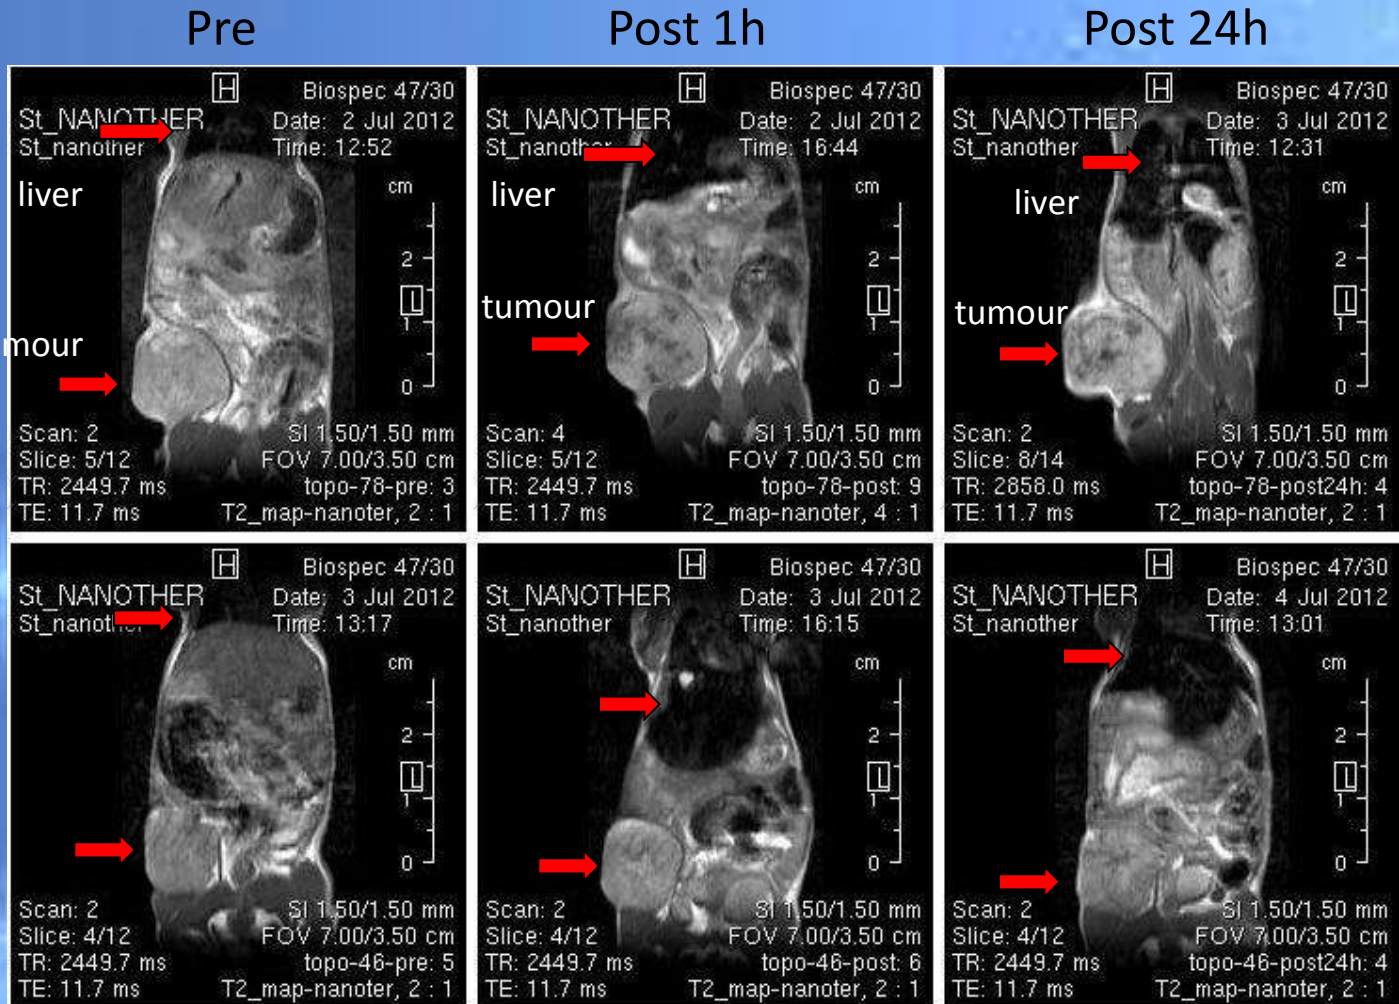 Pre
Post 1h
Post 24h
H
Biospec 47/30
St_NANOTHER
Date: 2 Jul 2012
St_nanother
Time: 12:52
liver
cm
2
L
1
mour
0
Scan: 2
SI 1.50/1.50 mm
Slice: 5/12
FOV 7.00/3.50 cm
TR: 2449.7 ms
topo-78-pre: 3
TE: 11.7 ms
T2_map-nanoter, 2 : 1
H
Biospec 47/30
St_NANOTHER
Date: 2 Jul 2012
St_nanother
Time: 16:44
liver
cm
2
L
tumour
1
0
Scan: 4
SI 1.50/1.50 mm
Slice: 5/12
FOV 7.00/3.50 cm
TR: 2449.7 ms
topo-78-post: 9
TE: 11.7 ms
T2_map-nanoter, 4 : 1
H
Biospec 47/30
St_NANOTHER
Date: 3 Jul 2012
St_nanother
Time: 12:31
cm
liver
2
L
tumour
1
0
Scan: 2
SI 1.50/1.50 mm
Slice: 8/14
FOV 7.00/3.50 cm
TR: 2858.0 ms
topo-78-post24h: 4
TE: 11.7 ms
T2_map-nanoter, 2 : 1
H
Biospec 47/30
St_NANOTHER
Date: 3 Jul 2012
St_nanother
Time: 13:17
cm
2
L
1
0
Scan: 2
SI 1.50/1.50 mm
Slice: 4/12
FOV 7.00/3.50 cm
TR: 2449.7 ms
topo-46-pre: 5
TE: 11.7 ms
T2_map-nanoter, 2 : 1
H
Biospec 47/30
St_NANOTHER
Date: 3 Jul 2012
St_nanother
Time: 16:15
cm
2
L
1
0
Scan: 2
SI 1.50/1.50 mm
Slice: 4/12
FOV 7.00/3.50 cm
TR: 2449.7 ms
topo-46-post: 6
TE: 11.7 ms
T2_map-nanoter, 2 : 1
H
Biospec 47/30
St_NANOTHER
Date: 4 Jul 2012
St_nanother
Time: 13:01
cm
2
L
1
0
Scan: 2
SI 1.50/1.50 mm
Slice: 4/12
FOV 7.00/3.50 cm
TR: 2449.7 ms
topo-46-post24h: 4
TE: 11.7 ms
T2_map-nanoter, 2 : 1